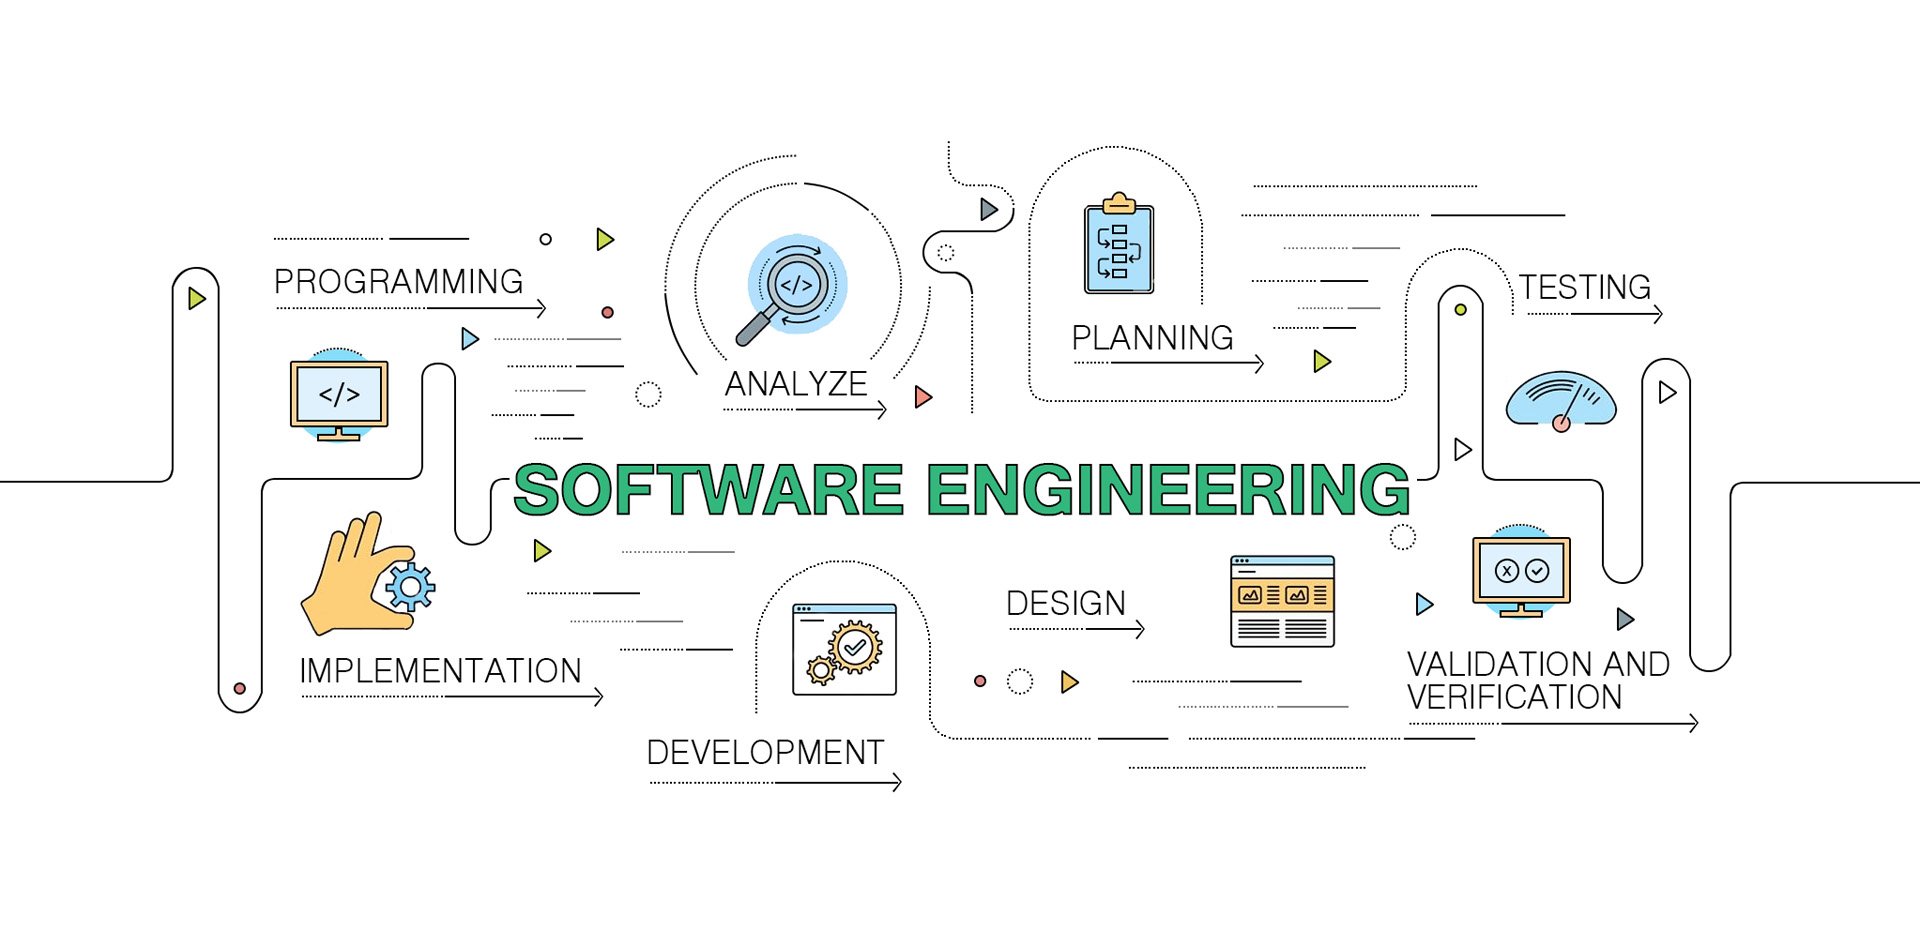 PROGRAMMING
ANALYZE
</>
</>
PLANNING
TESTING
SOFTWARE ENGINEERING
IMPLEMENTATION
DEVELOPMENT
DESIGN
VALIDATION AND
VERIFICATION